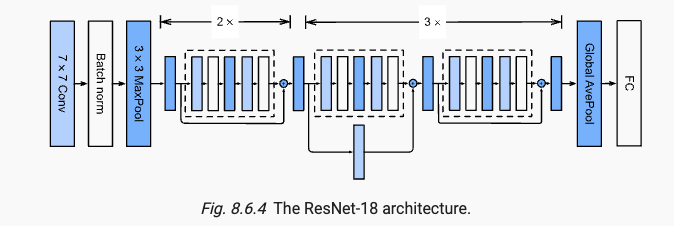 2 ×
3 ×
7 × 7 Conv
Batch norm
3 × 3 MaxPool
Global AvePool
FC
Fig. 8.6.4 The ResNet-18 architecture.